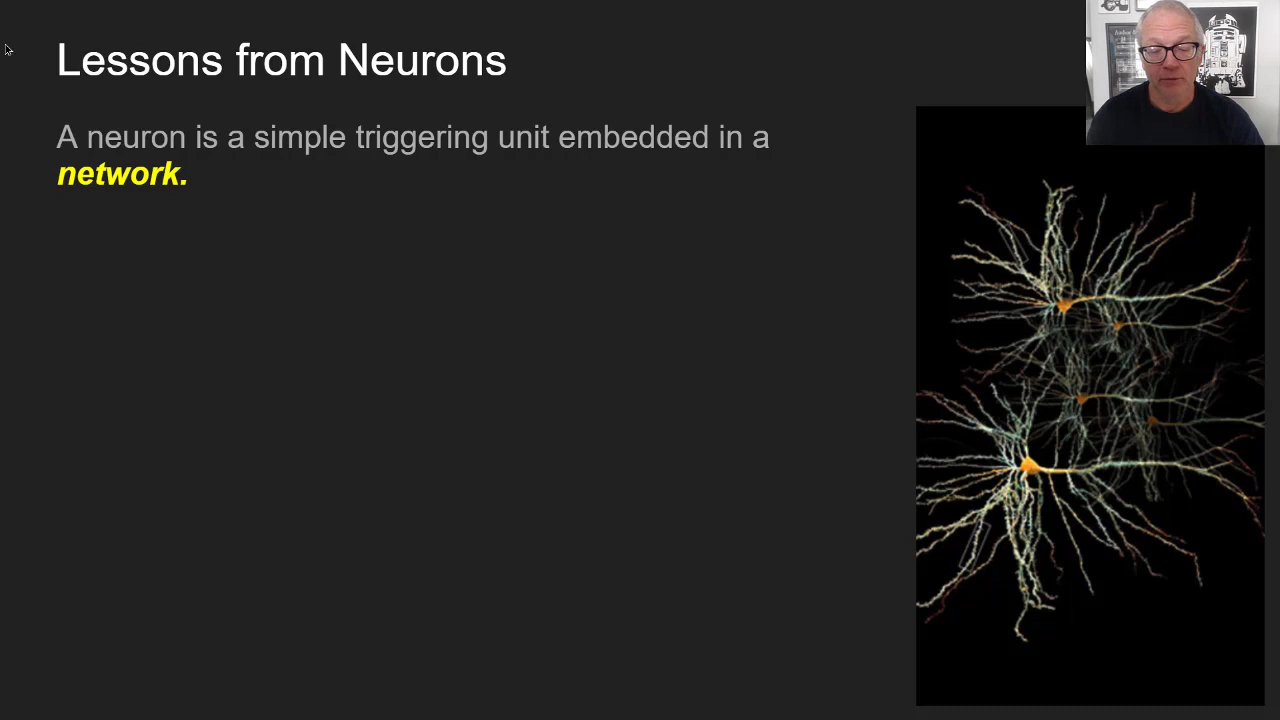 Lessons from Neurons
A neuron is a simple triggering unit embedded in a
network.